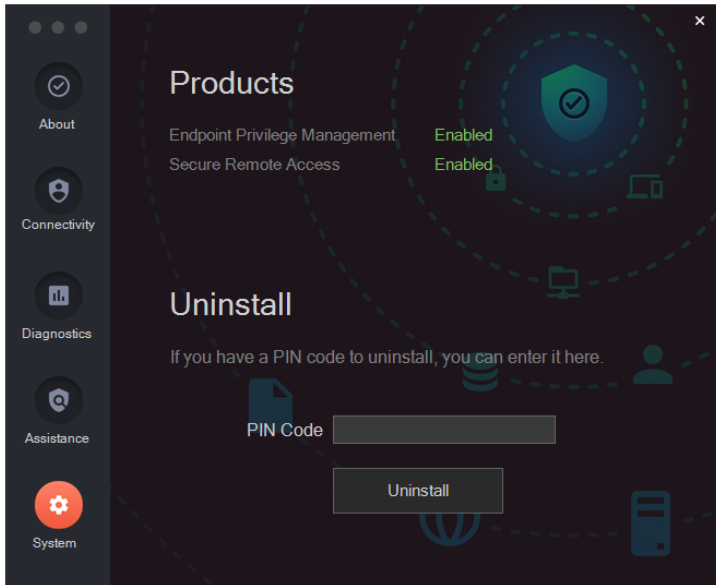 About
Connectivity
Diagnostics
Assistance
System
Products
Endpoint Privilege Management Enabled
Secure Remote Access Enabled
Uninstall
If you have a PIN code to uninstall, you can enter it here.
PIN Code
Uninstall